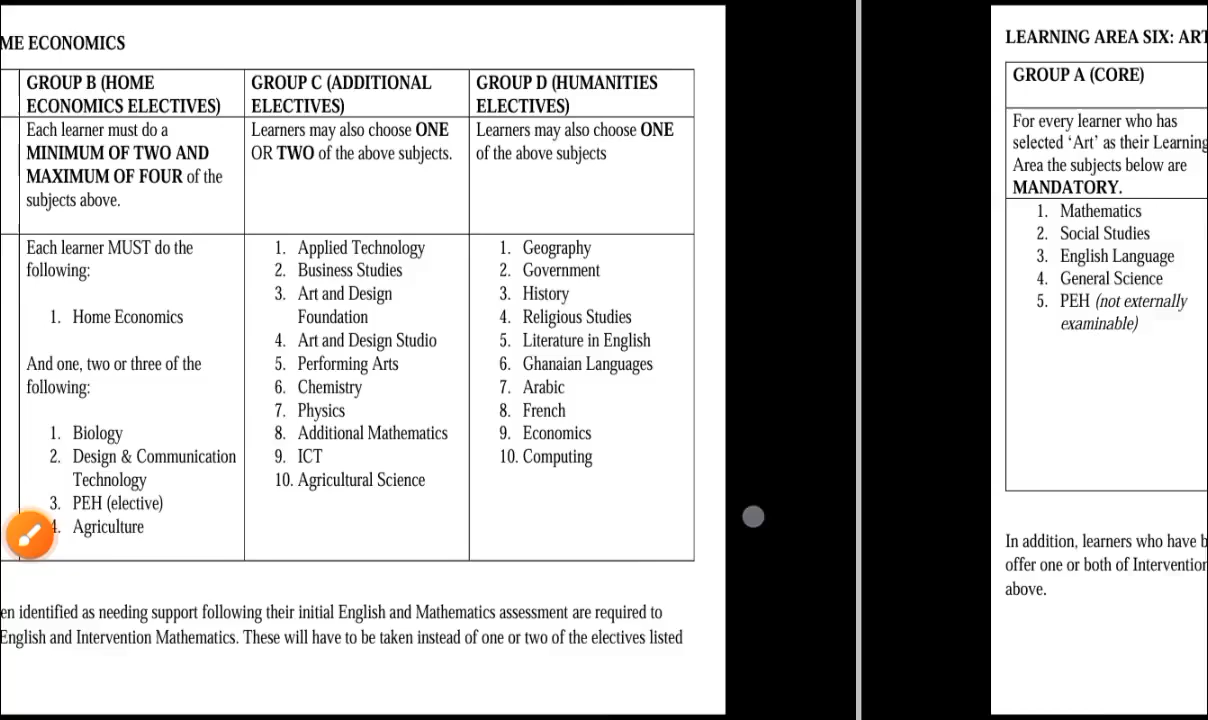 ME ECONOMICS
GROUP B (HOME
ECONOMICS ELECTIVES)
Each learner must do a
MINIMUM OF TWO AND
MAXIMUM OF FOUR of the
subjects above.
Each learner MUST do the
following:
1. Home Economics
And one, two or three of the
following:
1. Biology
2. Design & Communication
Technology
3. PEH (elective)
4. Agriculture
GROUP C (ADDITIONAL
ELECTIVES)
Learners may also choose ONE
OR TWO of the above subjects.
1. Applied Technology
2. Business Studies
3. Art and Design
Foundation
4. Art and Design Studio
5. Performing Arts
6. Chemistry
7. Physics
8. Additional Mathematics
9. ICT
10. Agricultural Science
GROUP D (HUMANITIES
ELECTIVES)
Learners may also choose ONE
of the above subjects
1. Geography
2. Government
3. History
4. Religious Studies
5. Literature in English
6. Ghanaian Languages
7. Arabic
8. French
9. Economics
10. Computing
en identified as needing support following their initial English and Mathematics assessment are required to
English and Intervention Mathematics. These will have to be taken instead of one or two of the electives listed
LEARNING AREA SIX: ART
GROUP A (CORE)
For every learner who has
selected ‘Art’ as their Learning
Area the subjects below are
MANDATORY.
1. Mathematics
2. Social Studies
3. English Language
4. General Science
5. PEH (not externally
examinable)
In addition, learners who have b
offer one or both of Intervention
above.